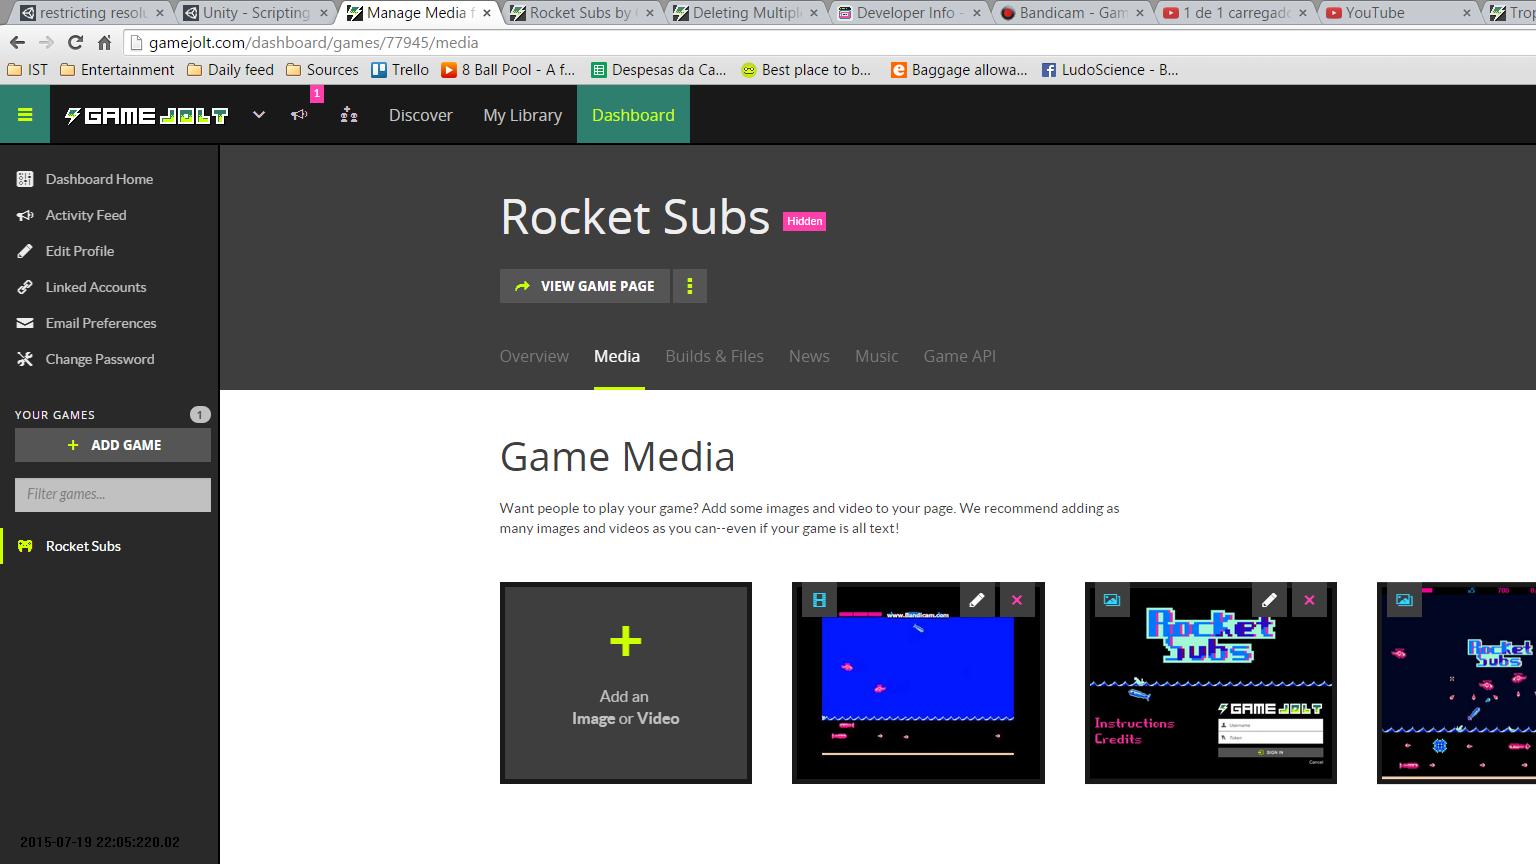 restricting resolu
Unity - Scripting
Manage Media f
Rocket Subs by
Deleting Multipl
Developer Info -
Bandicam - Gam
1 de 1 carregad
YouTube
Trop
gamejolt.com/dashboard/games/77945/media
IST
Entertainment
Daily feed
Sources
Trello
8 Ball Pool - A f...
Despesas da Ca...
Best place to b...
Baggage allowa...
LudoScience - B...
GAME JOLT
1
Discover
My Library
Dashboard
Dashboard Home
Activity Feed
Edit Profile
Linked Accounts
Email Preferences
Change Password
YOUR GAMES 1
+ ADD GAME
Filter games...
Rocket Subs
2015-07-19 22:05:220.02
Rocket Subs Hidden
VIEW GAME PAGE
Overview
Media
Builds & Files
News
Music
Game API
Game Media
Want people to play your game? Add some images and video to your page. We recommend adding as
many images and videos as you can--even if your game is all text!
Add an
Image or Video
www.Bandicam.com
Rocket
Subs
Instructions
Credits
GAME JOLT
Username
Token
SIGN IN
Cancel
x5 700
Rocket
Subs